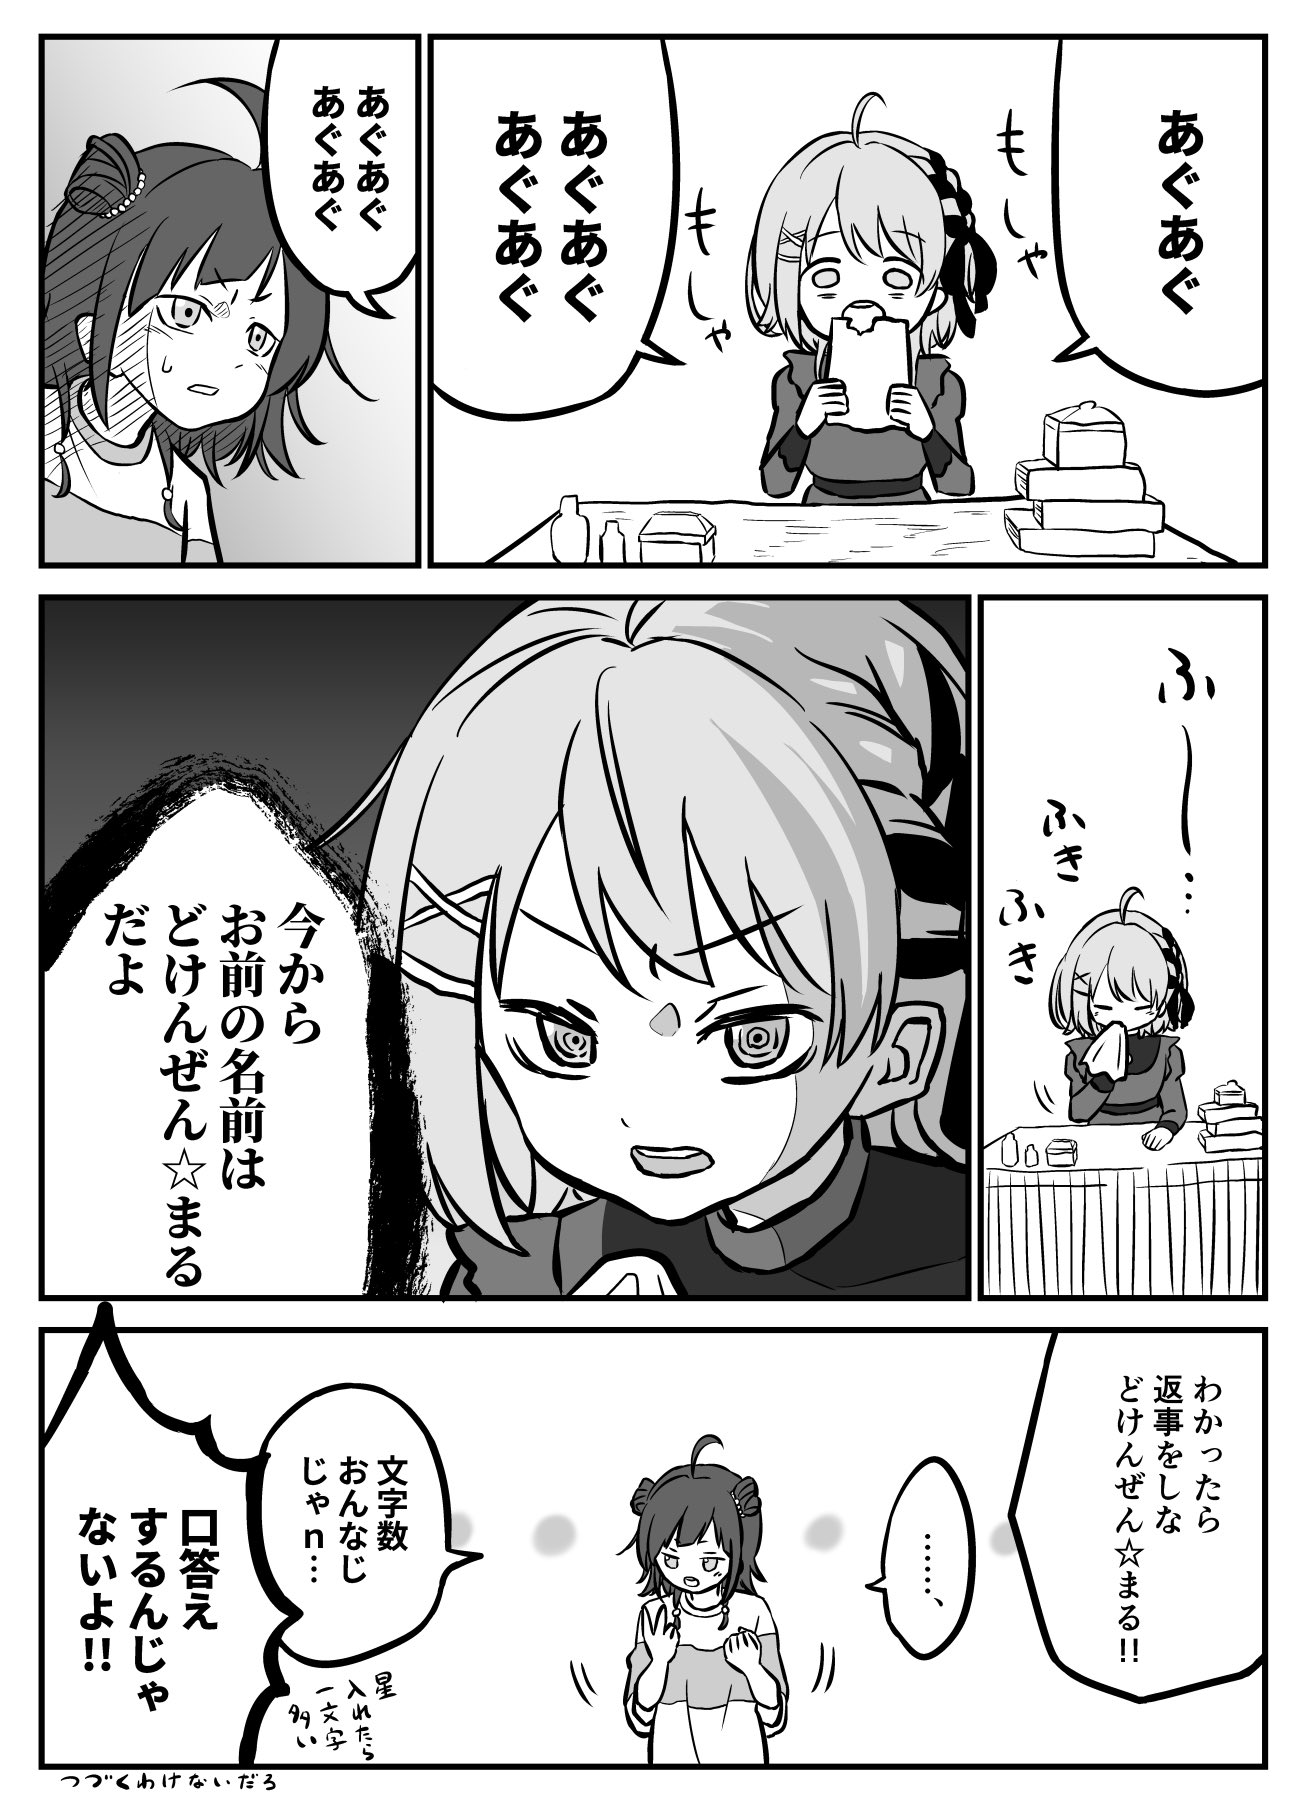 あぐあぐ
もしゃ
もしゃ
あぐあぐ
あぐあぐ
あぐあぐ
あぐあぐ
ふ〜…
ふき
ふき
今から
お前の名前は
どけんぜん☆まる
だよ
わかったら
返事をしな
どけんぜん☆まる!!
……、
文字数
おんなじ
じゃn…
星
入れたら
一文字
多い
口答え
するんじゃ
ないよ!!
つづくわけないだろ